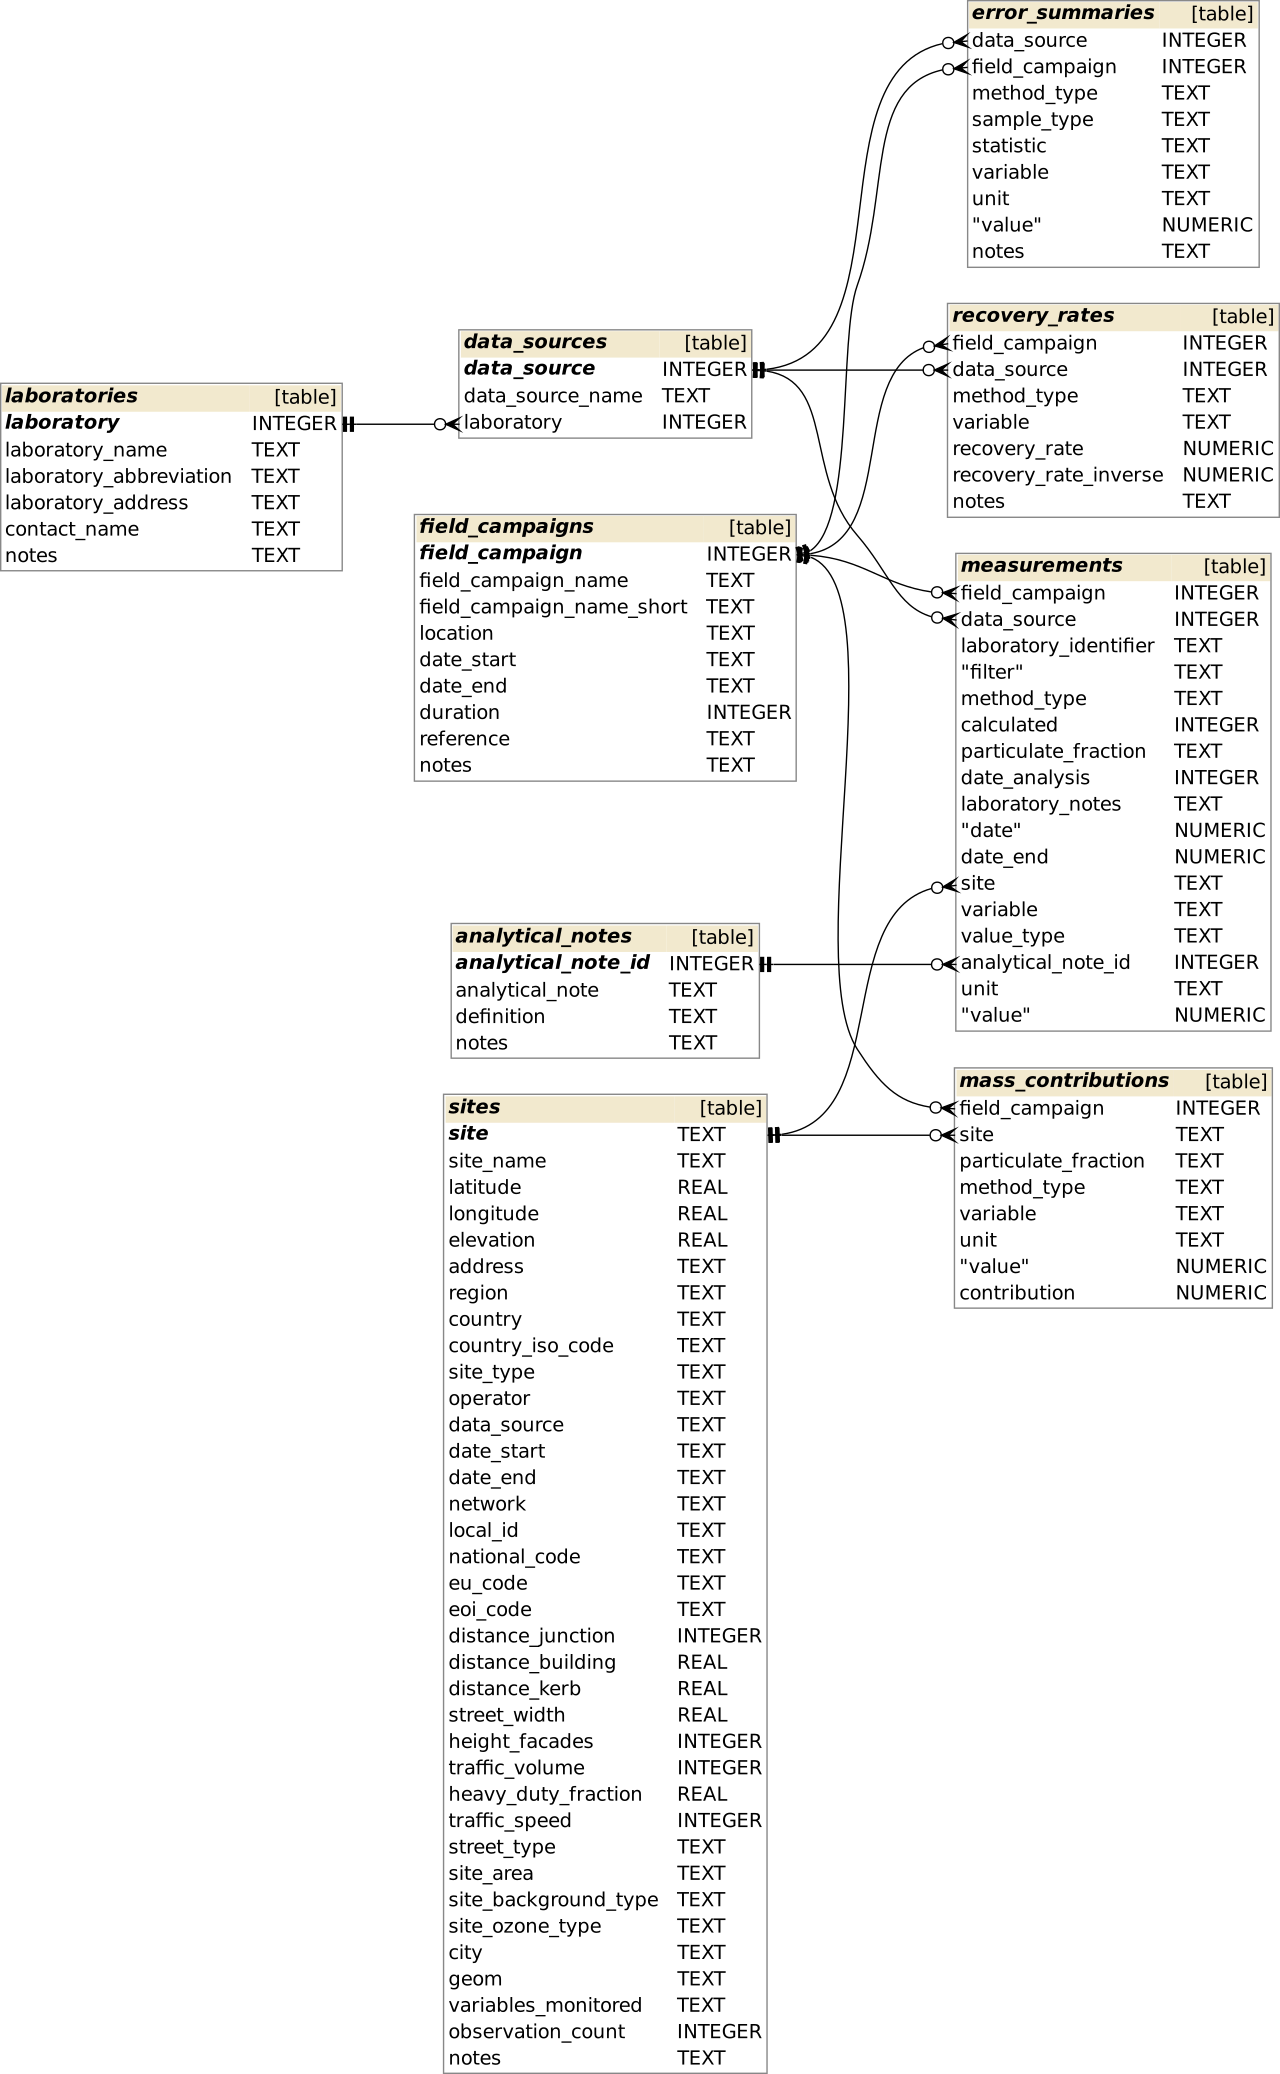 error_summaries [table]
data_source INTEGER
field_campaign INTEGER
method_type TEXT
sample_type TEXT
statistic TEXT
variable TEXT
unit TEXT
"value" NUMERIC
notes TEXT
recovery_rates [table]
field_campaign INTEGER
data_source INTEGER
method_type TEXT
variable TEXT
recovery_rate NUMERIC
recovery_rate_inverse NUMERIC
notes TEXT
data_sources [table]
data_source INTEGER
data_source_name TEXT
laboratory INTEGER
laboratories [table]
laboratory INTEGER
laboratory_name TEXT
laboratory_abbreviation TEXT
laboratory_address TEXT
contact_name TEXT
notes TEXT
field_campaigns [table]
field_campaign INTEGER
field_campaign_name TEXT
field_campaign_name_short TEXT
location TEXT
date_start TEXT
date_end TEXT
duration INTEGER
reference TEXT
notes TEXT
measurements [table]
field_campaign INTEGER
data_source INTEGER
laboratory_identifier TEXT
"filter" TEXT
method_type TEXT
calculated INTEGER
particulate_fraction TEXT
date_analysis INTEGER
laboratory_notes TEXT
"date" NUMERIC
date_end NUMERIC
site TEXT
variable TEXT
value_type TEXT
analytical_note_id INTEGER
unit TEXT
"value" NUMERIC
analytical_notes [table]
analytical_note_id INTEGER
analytical_note TEXT
definition TEXT
notes TEXT
mass_contributions [table]
field_campaign INTEGER
site TEXT
particulate_fraction TEXT
method_type TEXT
variable TEXT
unit TEXT
"value" NUMERIC
contribution NUMERIC
sites [table]
site TEXT
site_name TEXT
latitude REAL
longitude REAL
elevation REAL
address TEXT
region TEXT
country TEXT
country_iso_code TEXT
site_type TEXT
operator TEXT
data_source TEXT
date_start TEXT
date_end TEXT
network TEXT
local_id TEXT
national_code TEXT
eu_code TEXT
eoi_code TEXT
distance_junction INTEGER
distance_building REAL
distance_kerb REAL
street_width REAL
height_facades INTEGER
traffic_volume INTEGER
heavy_duty_fraction REAL
traffic_speed INTEGER
street_type TEXT
site_area TEXT
site_background_type TEXT
site_ozone_type TEXT
city TEXT
geom TEXT
variables_monitored TEXT
observation_count INTEGER
notes TEXT